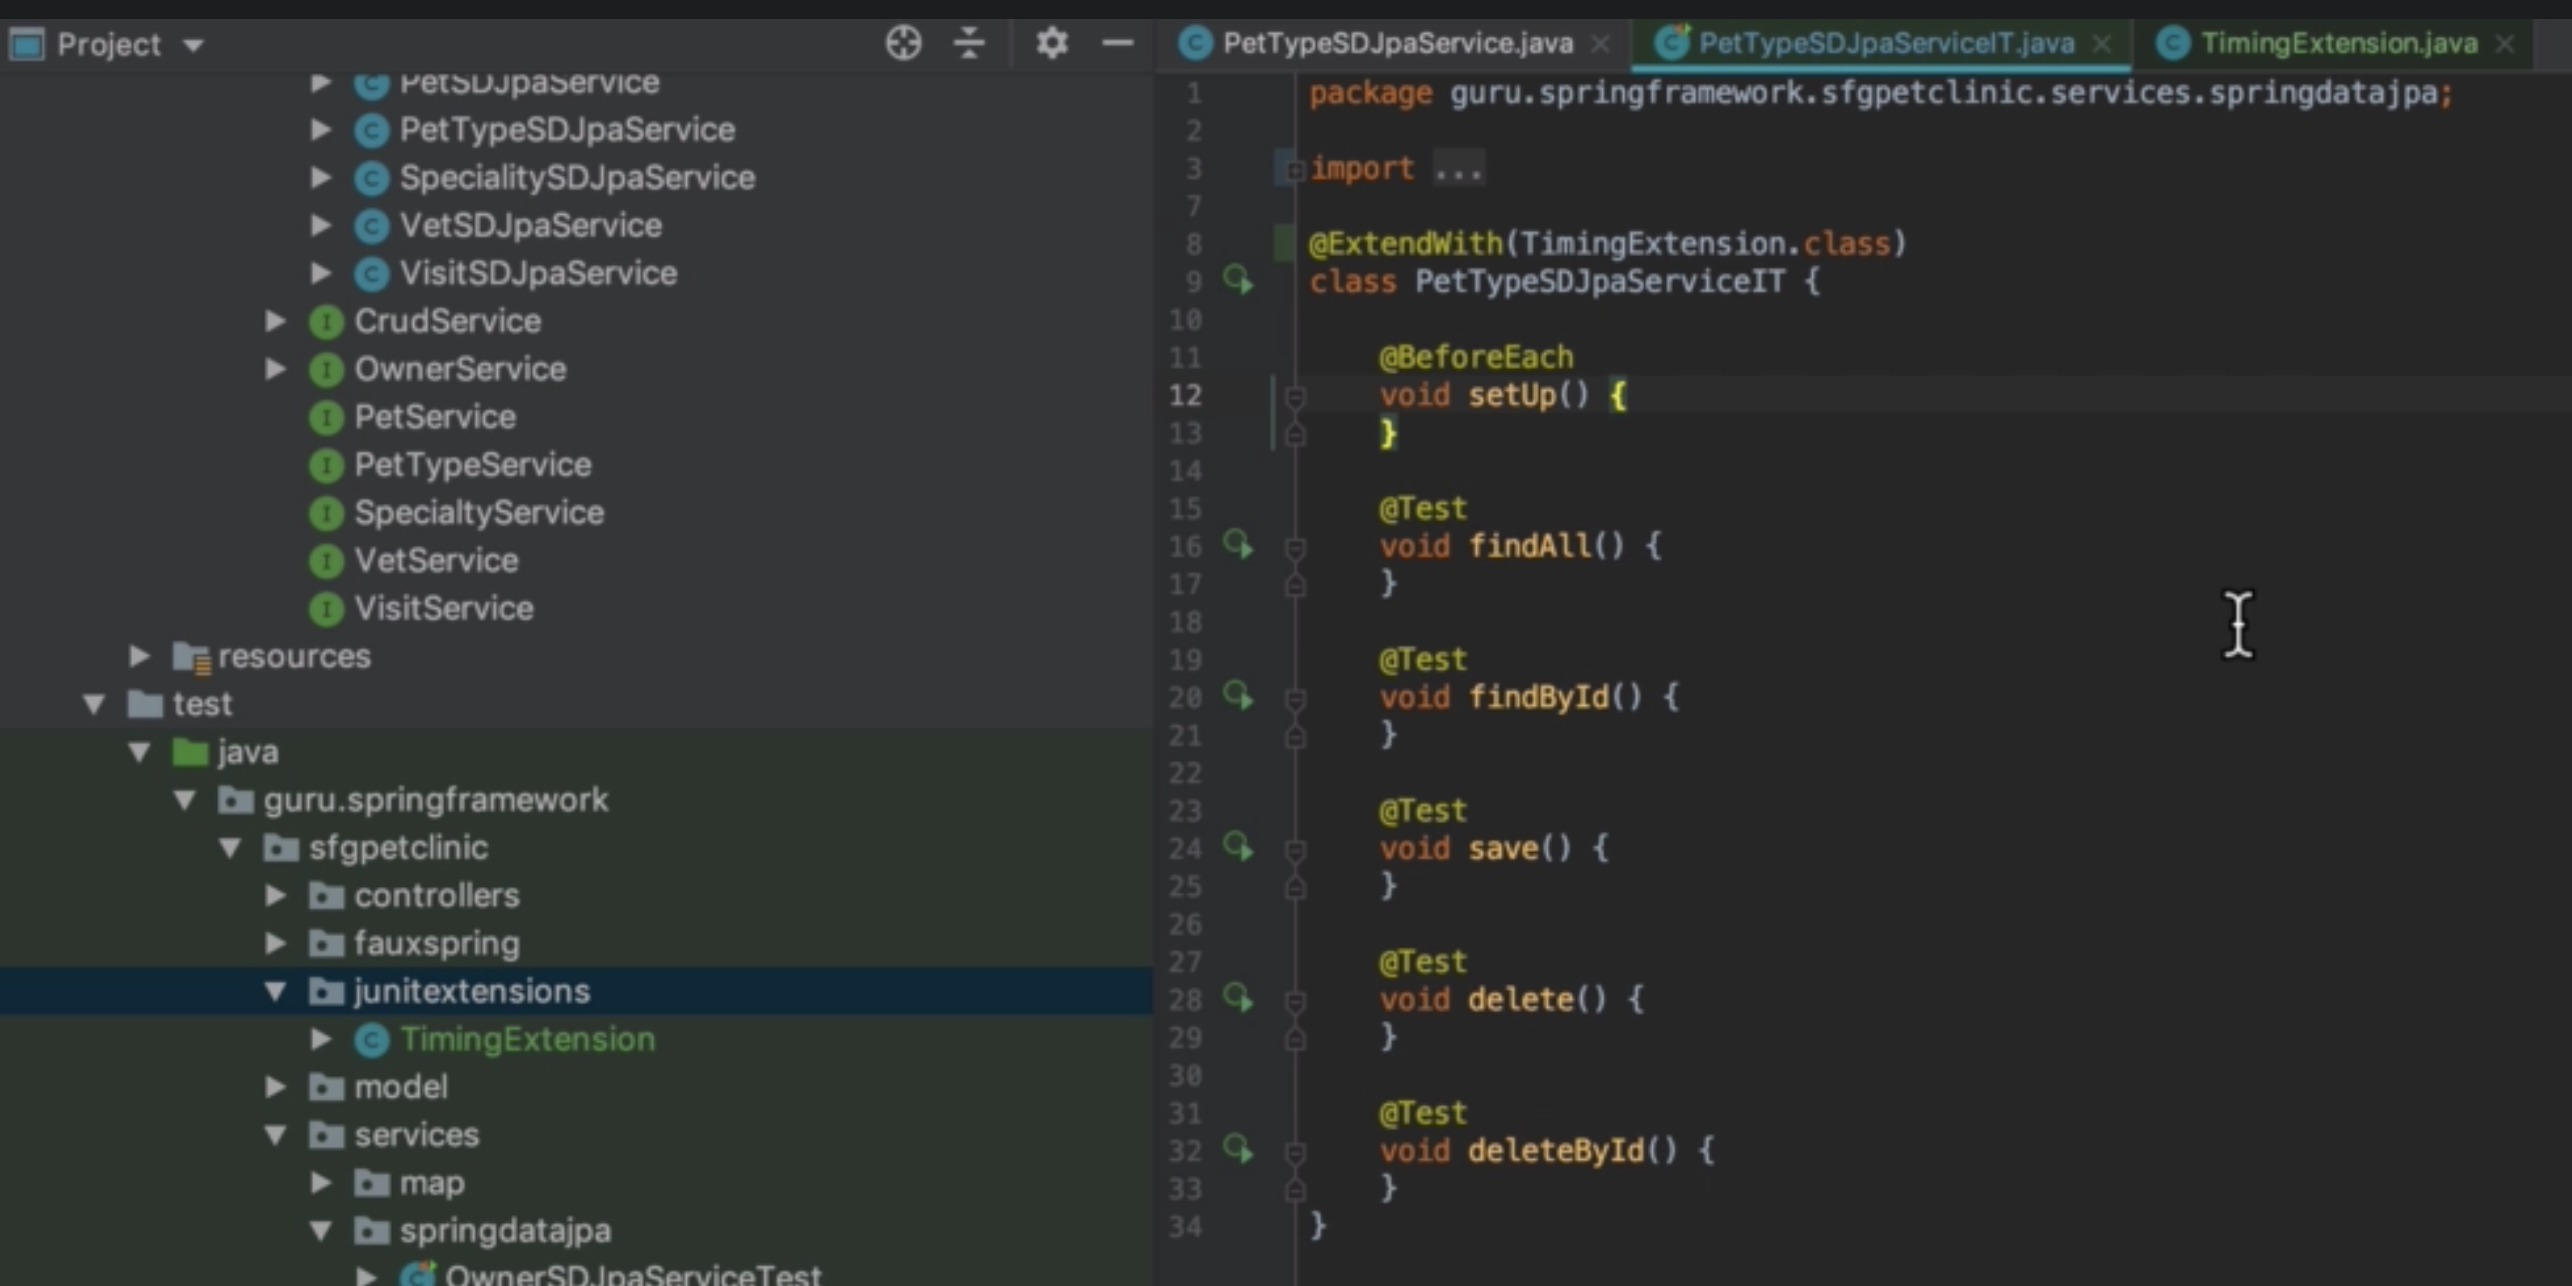 Project
PetSDJpaService
PetTypeSDJpaService
SpecialitySDJpaService
VetSDJpaService
VisitSDJpaService
CrudService
OwnerService
PetService
PetTypeService
SpecialtyService
VetService
VisitService
resources
test
java
guru.springframework
sfgpetclinic
controllers
fauxspring
junitextensions
TimingExtension
model
services
map
springdatajpa
OwnerSDJpaServiceTest
PetTypeSDJpaService.java
PetTypeSDJpaServiceIT.java
TimingExtension.java
1 package guru.springframework.sfgpetclinic.services.springdatajpa;
2
3 import ...
7
8 @ExtendWith(TimingExtension.class)
9 class PetTypeSDJpaServiceIT {
10
11 @BeforeEach
12 void setUp() {
13 }
14
15 @Test
16 void findAll() {
17 }
18
19 @Test
20 void findById() {
21 }
22
23 @Test
24 void save() {
25 }
26
27 @Test
28 void delete() {
29 }
30
31 @Test
32 void deleteById() {
33 }
34 }